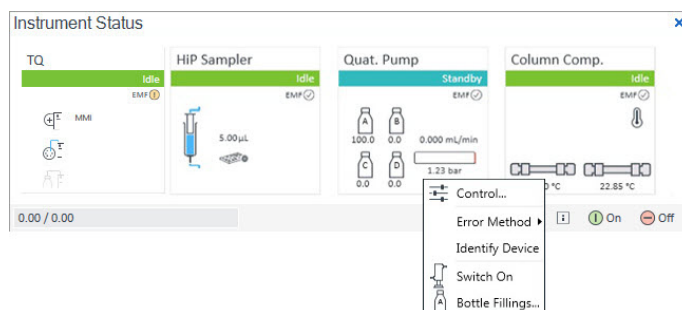 Instrument Status
TQ
Idle
EMF
MMI
HiP Sampler
Idle
EMF
5.00 µL
Quat. Pump
Standby
EMF
A
B
100.0 0.0 0.000 mL/min
C
D
1.23 bar
0.0 0.0
Column Comp.
Idle
EMF
°C 22.85 °C
0.00 / 0.00
i On Off
Control...
Error Method
Identify Device
Switch On
A Bottle Fillings...